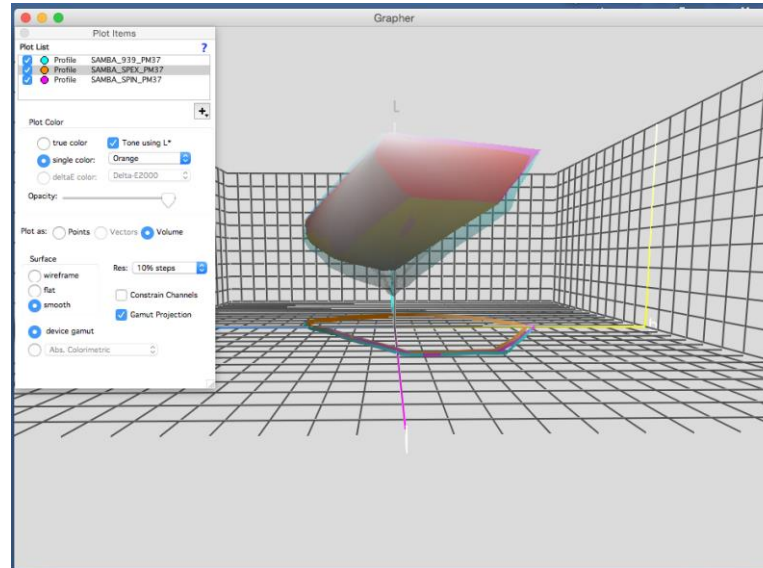 Grapher
Plot Items
Plot List
?
Profile SAMBA_939_PM37
Profile SAMBA_SPEX_PM37
Profile SAMBA_SPIN_PM37
+
Plot Color
true color Tone using L*
single color: Orange
deltaE color: Delta-E2000
Opacity:
Plot as: Points Vectors Volume
Surface Res: 10% steps
wireframe
flat
smooth
Constrain Channels
Gamut Projection
device gamut
Abs. Colorimetric
L